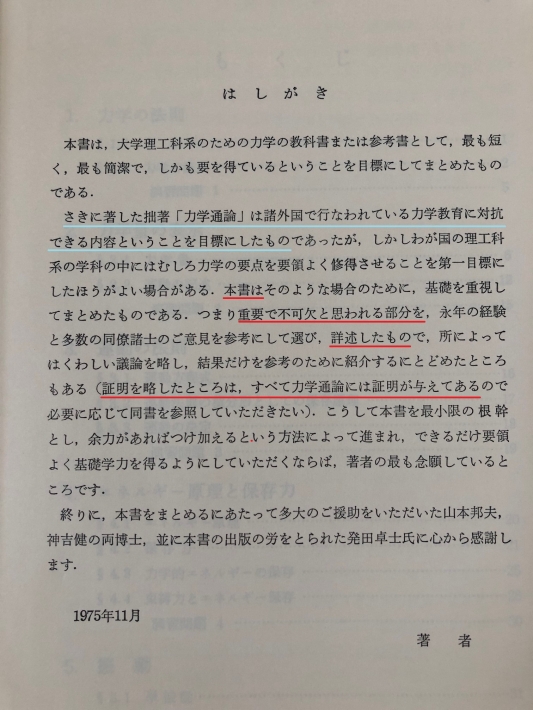 はしがき
本書は，大学理工科系のための力学の教科書または参考書として，最も短
く，最も簡潔で，しかも要を得ているということを目標にしてまとめたもの
である．
さきに著した拙著「力学通論」は諸外国で行なわれている力学教育に対抗
できる内容ということを目標にしたものであったが，しかしわが国の理工科
系の学科の中にはむしろ力学の要点を要領よく修得させることを第一目標に
したほうがよい場合がある．本書はそのような場合のために，基礎を重視し
てまとめたものである．つまり重要で不可欠と思われる部分を，永年の経験
と多数の同僚諸士のご意見を参考にして選び，詳述したもので，所によって
はくわしい議論を略し，結果だけを参考のために紹介するにとどめたところ
もある（証明を略したところは，すべて力学通論には証明が与えてあるので
必要に応じて同書を参照していただきたい）．こうして本書を最小限の根幹
とし，余力があればつけ加えるという方法によって進まれ，できるだけ要領
よく基礎学力を得るようにしていただくならば，著者の最も念願していると
ころです．
終りに，本書をまとめるにあたって多大のご援助をいただいた山本邦夫，
神吉健の両博士，並に本書の出版の労をとられた発田卓士氏に心から感謝し
ます．
1975年11月
著者